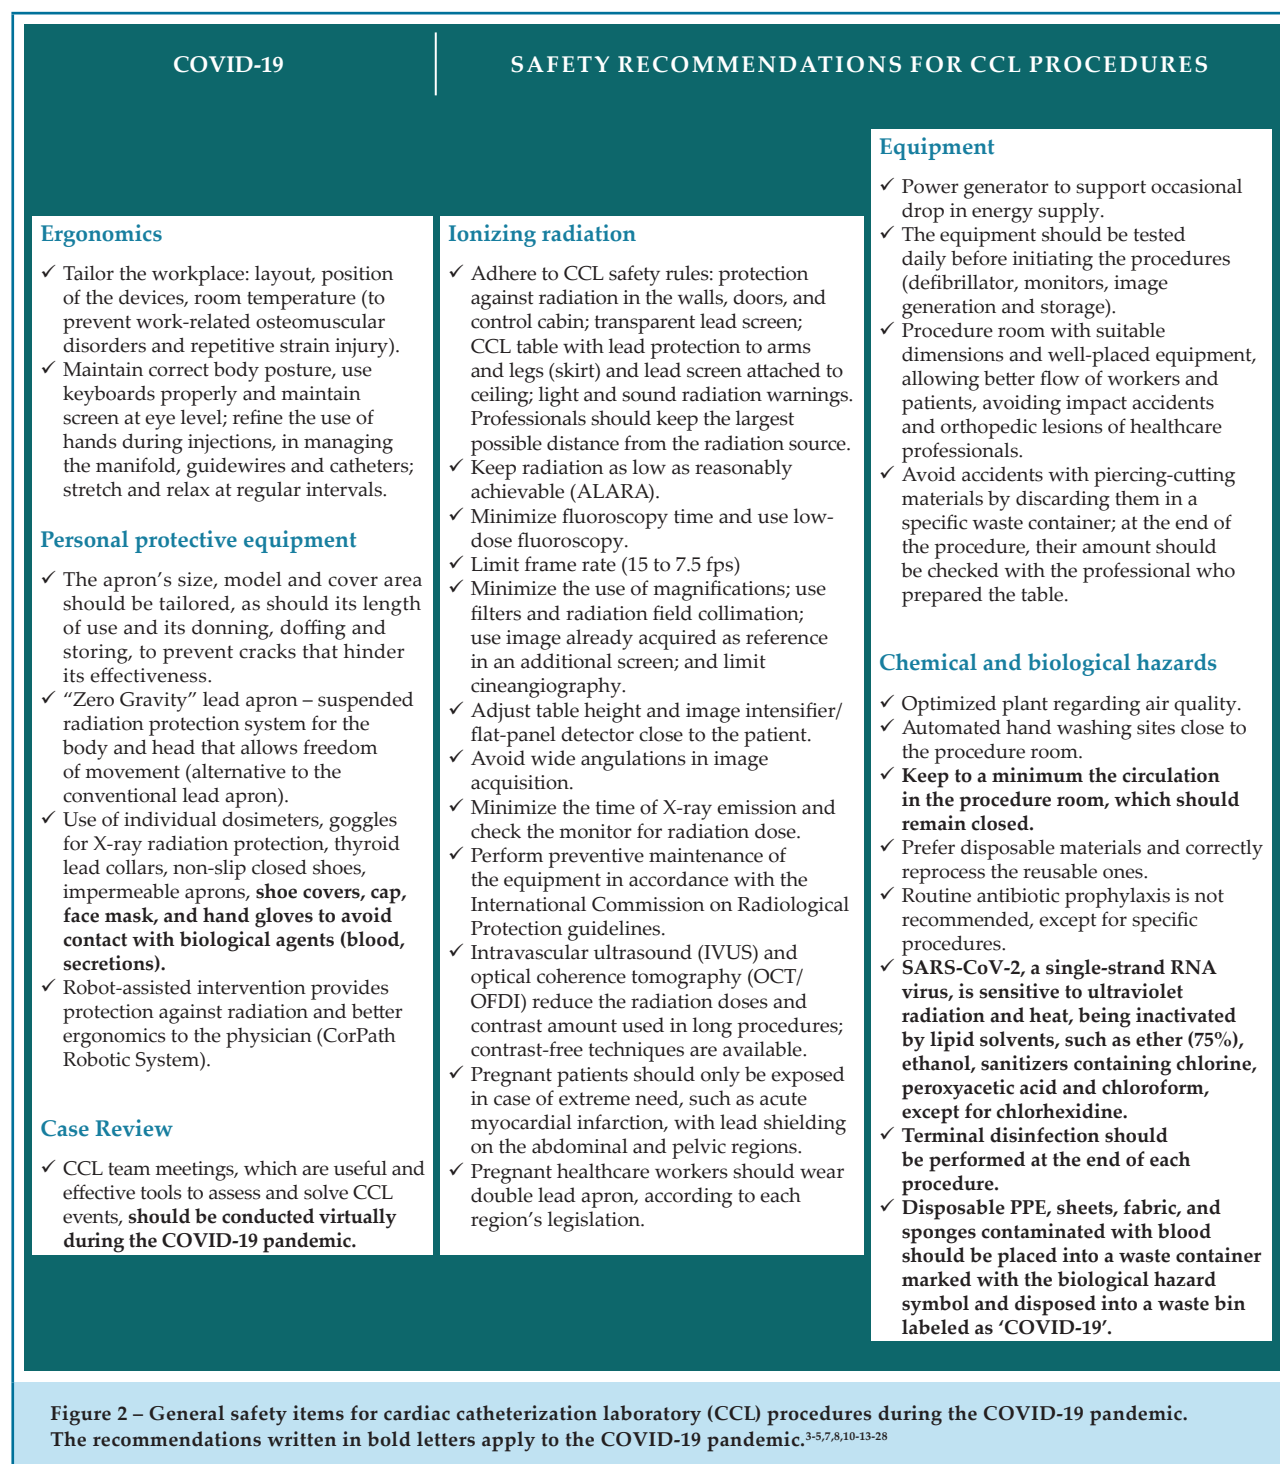 COVID-19
SAFETY RECOMMENDATIONS FOR CCL PROCEDURES
Ergonomics
✓ Tailor the workplace: layout, position
of the devices, room temperature (to
prevent work-related osteomuscular
disorders and repetitive strain injury).
✓ Maintain correct body posture, use
keyboards properly and maintain
screen at eye level; refine the use of
hands during injections, in managing
the manifold, guidewires and catheters;
stretch and relax at regular intervals.
Personal protective equipment
✓ The apron’s size, model and cover area
should be tailored, as should its length
of use and its donning, doffing and
storing, to prevent cracks that hinder
its effectiveness.
✓ “Zero Gravity” lead apron – suspended
radiation protection system for the
body and head that allows freedom
of movement (alternative to the
conventional lead apron).
✓ Use of individual dosimeters, goggles
for X-ray radiation protection, thyroid
lead collars, non-slip closed shoes,
impermeable aprons, shoe covers, cap,
face mask, and hand gloves to avoid
contact with biological agents (blood,
secretions).
✓ Robot-assisted intervention provides
protection against radiation and better
ergonomics to the physician (CorPath
Robotic System).
Case Review
✓ CCL team meetings, which are useful and
effective tools to assess and solve CCL
events, should be conducted virtually
during the COVID-19 pandemic.
Ionizing radiation
✓ Adhere to CCL safety rules: protection
against radiation in the walls, doors, and
control cabin; transparent lead screen;
CCL table with lead protection to arms
and legs (skirt) and lead screen attached to
ceiling; light and sound radiation warnings.
Professionals should keep the largest
possible distance from the radiation source.
✓ Keep radiation as low as reasonably
achievable (ALARA).
✓ Minimize fluoroscopy time and use low-
dose fluoroscopy.
✓ Limit frame rate (15 to 7.5 fps)
✓ Minimize the use of magnifications; use
filters and radiation field collimation;
use image already acquired as reference
in an additional screen; and limit
cineangiography.
✓ Adjust table height and image intensifier/
flat-panel detector close to the patient.
✓ Avoid wide angulations in image
acquisition.
✓ Minimize the time of X-ray emission and
check the monitor for radiation dose.
✓ Perform preventive maintenance of
the equipment in accordance with the
International Commission on Radiological
Protection guidelines.
✓ Intravascular ultrasound (IVUS) and
optical coherence tomography (OCT/
OFDI) reduce the radiation doses and
contrast amount used in long procedures;
contrast-free techniques are available.
✓ Pregnant patients should only be exposed
in case of extreme need, such as acute
myocardial infarction, with lead shielding
on the abdominal and pelvic regions.
✓ Pregnant healthcare workers should wear
double lead apron, according to each
region’s legislation.
Equipment
✓ Power generator to support occasional
drop in energy supply.
✓ The equipment should be tested
daily before initiating the procedures
(defibrillator, monitors, image
generation and storage).
✓ Procedure room with suitable
dimensions and well-placed equipment,
allowing better flow of workers and
patients, avoiding impact accidents
and orthopedic lesions of healthcare
professionals.
✓ Avoid accidents with piercing-cutting
materials by discarding them in a
specific waste container; at the end of
the procedure, their amount should
be checked with the professional who
prepared the table.
Chemical and biological hazards
✓ Optimized plant regarding air quality.
✓ Automated hand washing sites close to
the procedure room.
✓ Keep to a minimum the circulation
in the procedure room, which should
remain closed.
✓ Prefer disposable materials and correctly
reprocess the reusable ones.
✓ Routine antibiotic prophylaxis is not
recommended, except for specific
procedures.
✓ SARS-CoV-2, a single-strand RNA
virus, is sensitive to ultraviolet
radiation and heat, being inactivated
by lipid solvents, such as ether (75%),
ethanol, sanitizers containing chlorine,
peroxyacetic acid and chloroform,
except for chlorhexidine.
✓ Terminal disinfection should
be performed at the end of each
procedure.
✓ Disposable PPE, sheets, fabric, and
sponges contaminated with blood
should be placed into a waste container
marked with the biological hazard
symbol and disposed into a waste bin
labeled as ‘COVID-19’.
Figure 2 – General safety items for cardiac catheterization laboratory (CCL) procedures during the COVID-19 pandemic.
The recommendations written in bold letters apply to the COVID-19 pandemic.3-5,7,8,10-13-28